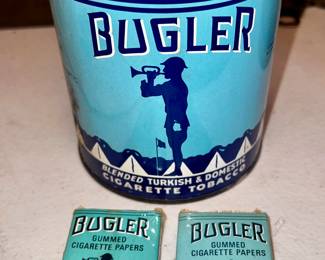 BUGLER
BLENDED TURKISH & DOMESTIC
CIGARETTE TOBACCO
BUGLER
GUMMED
CIGARETTE PAPERS
BUGLER
GUMMED
CIGARETTE PAPERS